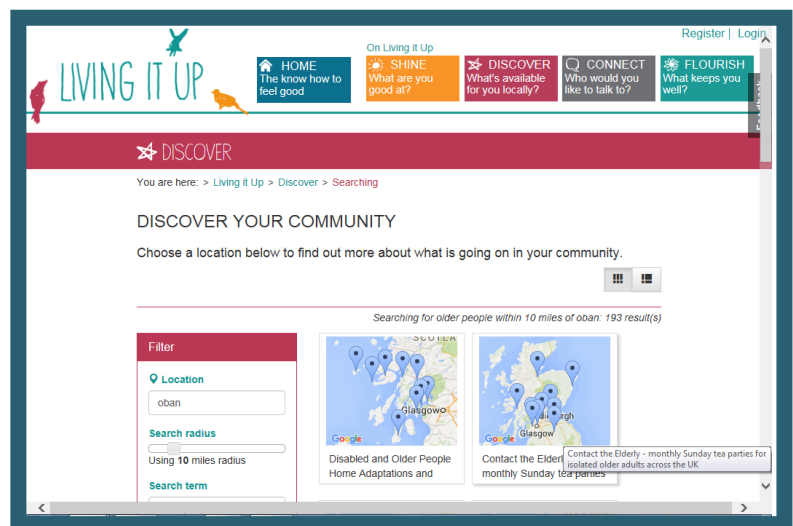 Register | Login
LIVING IT UP
On Living it Up
HOME
The know how to
feel good
SHINE
What are you
good at?
DISCOVER
What's available
for you locally?
CONNECT
Who would you
like to talk to?
FLOURISH
What keeps you
well?
DISCOVER
You are here: > Living it Up > Discover > Searching
DISCOVER YOUR COMMUNITY
Choose a location below to find out more about what is going on in your community.
Searching for older people within 10 miles of oban: 193 result(s)
Filter
Location
oban
Search radius
Using 10 miles radius
Search term
Glasgow
Google
Disabled and Older People
Home Adaptations and
Glasgow
Google
Contact the Elderly
monthly Sunday tea parties
Contact the Elderly - monthly Sunday tea parties for
isolated older adults across the UK